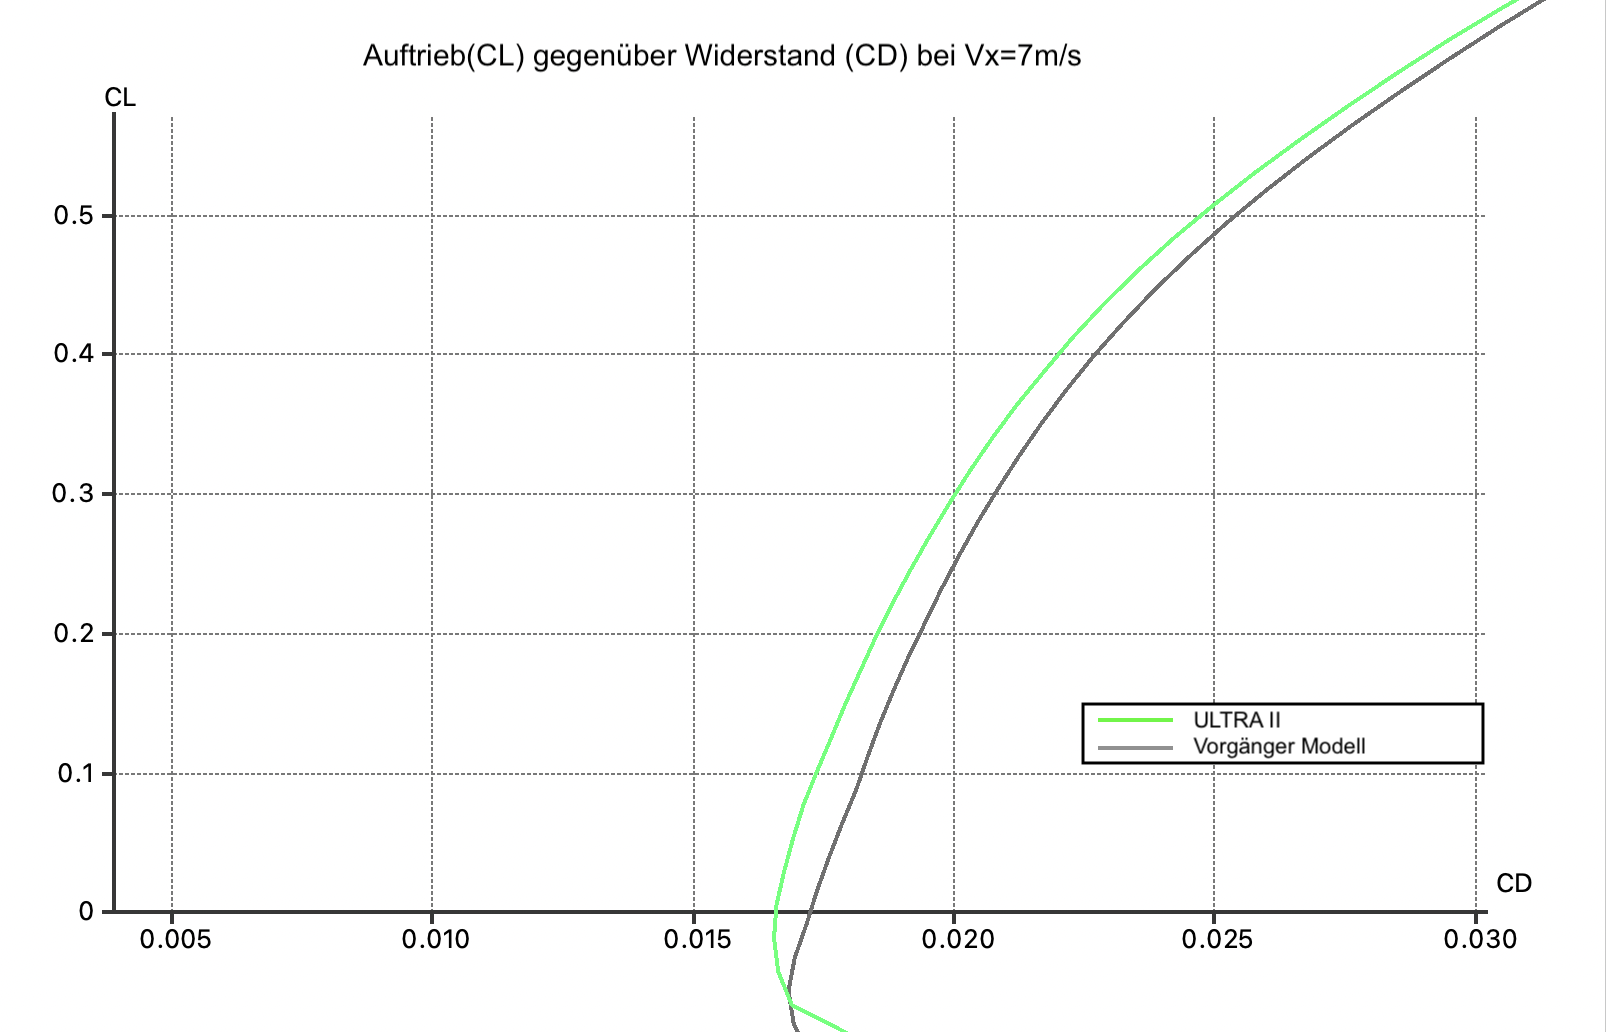 Auftrieb(CL) gegenüber Widerstand (CD) bei Vx=7m/s
CL
0.5
0.4
0.3
0.2
ULTRA II
Vorgänger Modell
0.1
CD
0
0.005 0.010 0.015 0.020 0.025 0.030